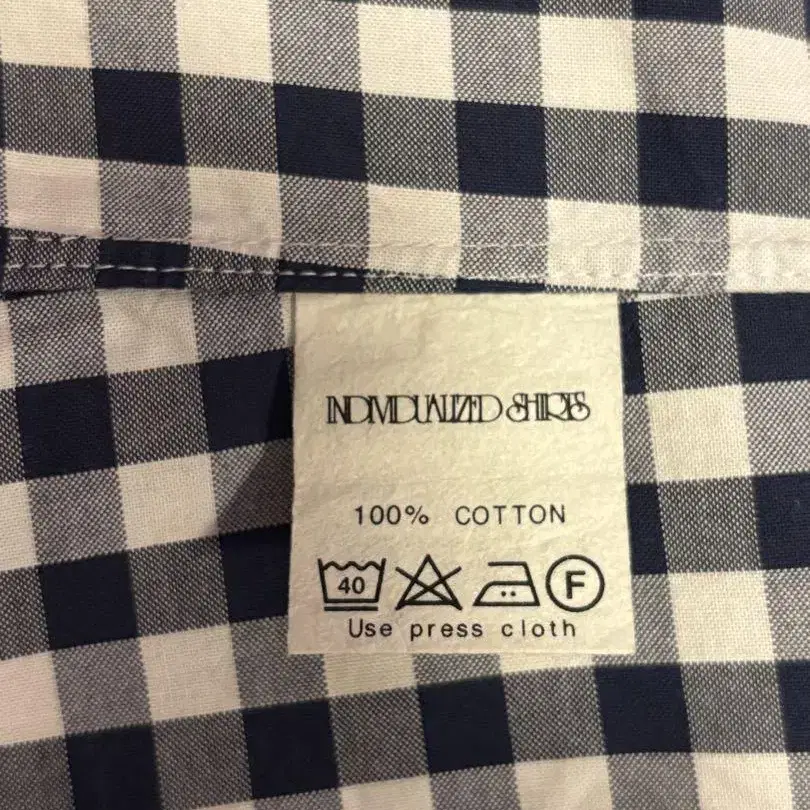 INDIVIDUALIZED SHIRTS
100% COTTON
40 F
Use press cloth